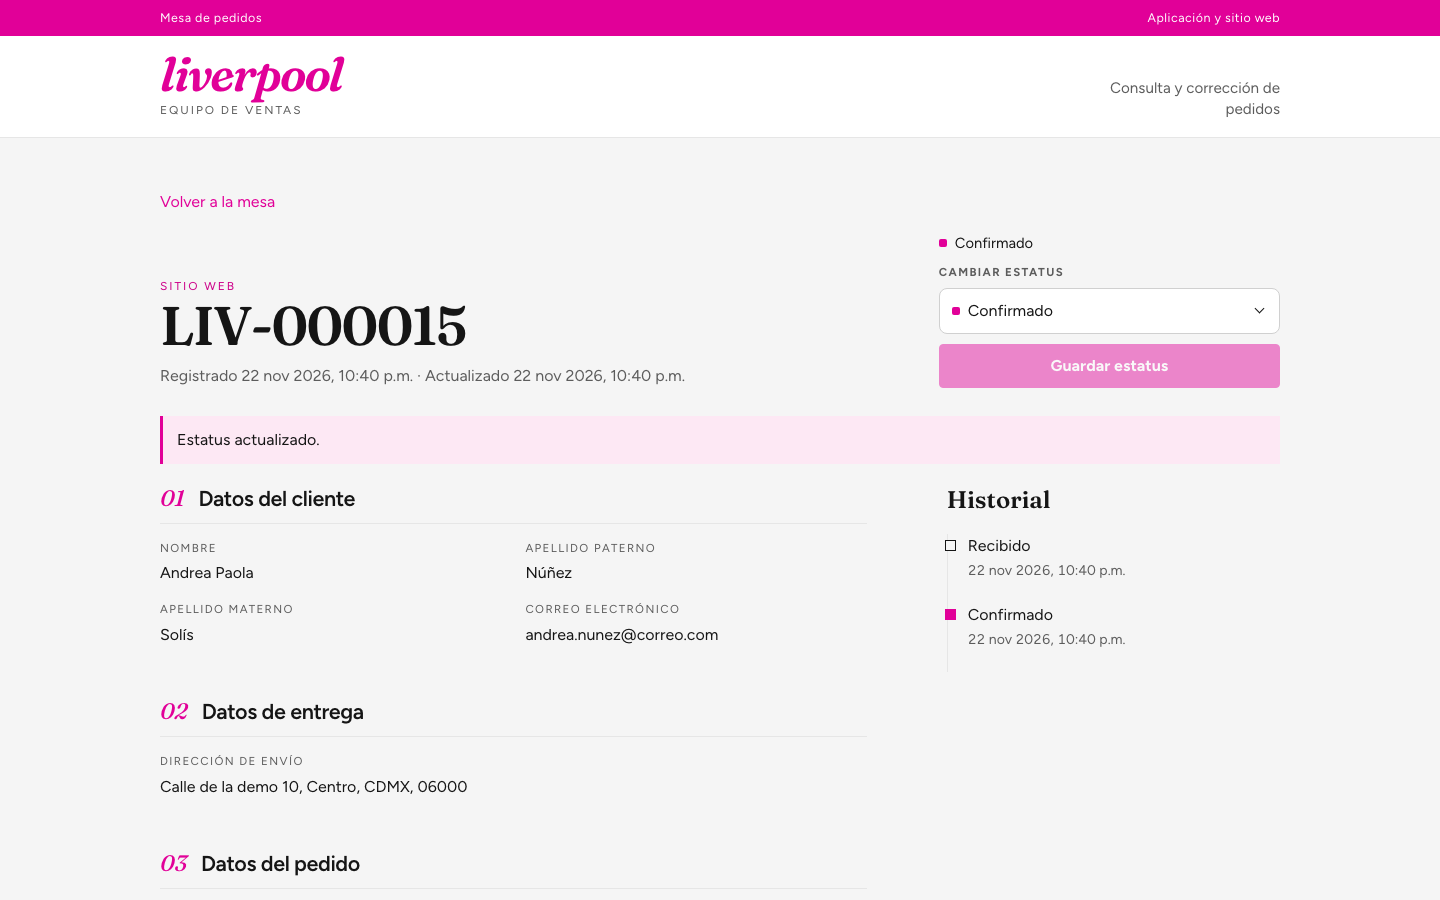 Mesa de pedidos
Aplicación y sitio web
liverpool
EQUIPO DE VENTAS
Consulta y corrección de
pedidos
Volver a la mesa
SITIO WEB
LIV-000015
Registrado 22 nov 2026, 10:40 p.m. · Actualizado 22 nov 2026, 10:40 p.m.
Confirmado
CAMBIAR ESTATUS
Confirmado
Guardar estatus
Estatus actualizado.
01 Datos del cliente
NOMBRE
Andrea Paola
APELLIDO PATERNO
Núñez
APELLIDO MATERNO
Solís
CORREO ELECTRÓNICO
andrea.nunez@correo.com
02 Datos de entrega
DIRECCIÓN DE ENVÍO
Calle de la demo 10, Centro, CDMX, 06000
03 Datos del pedido
Historial
Recibido
22 nov 2026, 10:40 p.m.
Confirmado
22 nov 2026, 10:40 p.m.